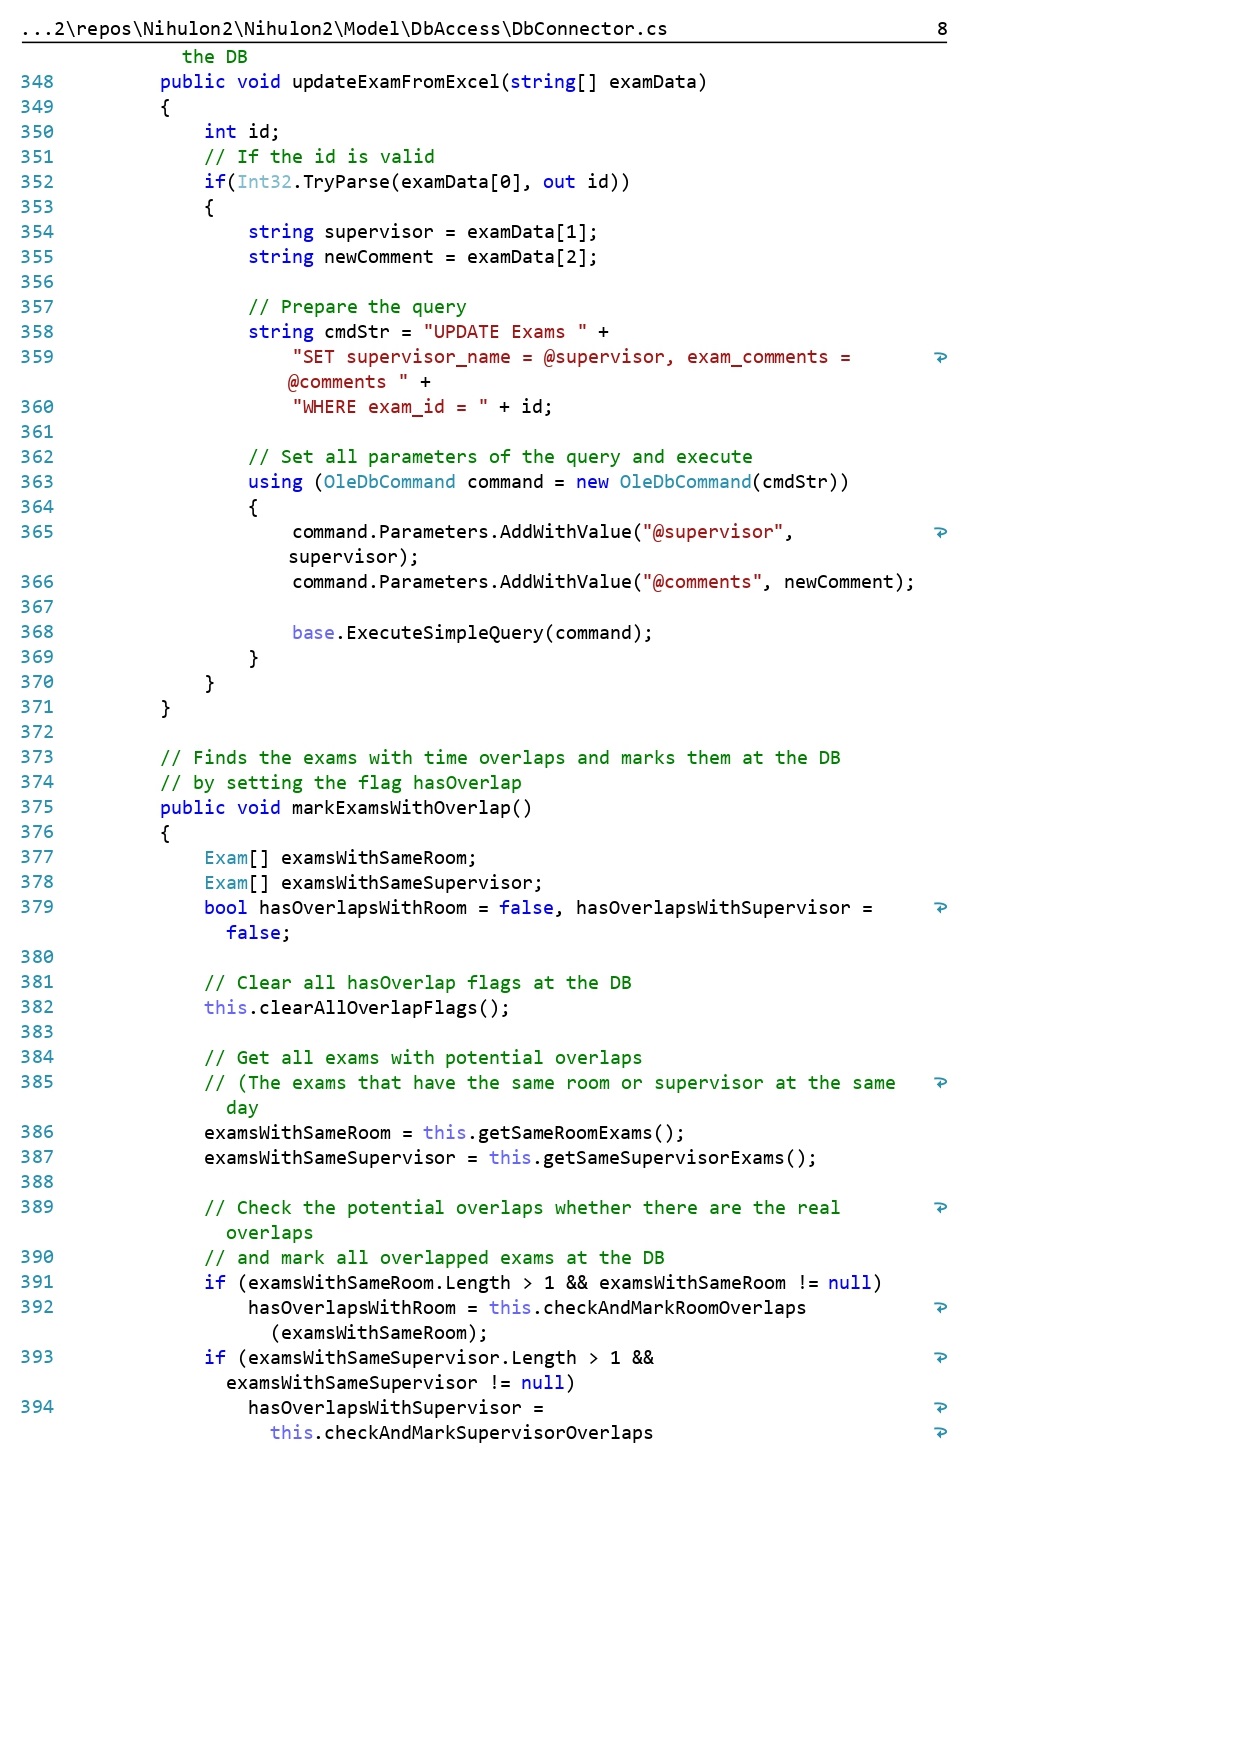 ...2\repos\Nihulon2\Nihulon2\Model\DbAccess\DbConnector.cs 8
the DB
348 public void updateExamFromExcel(string[] examData)
349 {
350 int id;
351 // If the id is valid
352 if(Int32.TryParse(examData[0], out id))
353 {
354 string supervisor = examData[1];
355 string newComment = examData[2];
356
357 // Prepare the query
358 string cmdStr = "UPDATE Exams " +
359 "SET supervisor_name = @supervisor, exam_comments =
@comments " +
360 "WHERE exam_id = " + id;
361
362 // Set all parameters of the query and execute
363 using (OleDbCommand command = new OleDbCommand(cmdStr))
364 {
365 command.Parameters.AddWithValue("@supervisor",
supervisor);
366 command.Parameters.AddWithValue("@comments", newComment);
367
368 base.ExecuteSimpleQuery(command);
369 }
370 }
371 }
372
373 // Finds the exams with time overlaps and marks them at the DB
374 // by setting the flag hasOverlap
375 public void markExamsWithOverlap()
376 {
377 Exam[] examsWithSameRoom;
378 Exam[] examsWithSameSupervisor;
379 bool hasOverlapsWithRoom = false, hasOverlapsWithSupervisor =
false;
380
381 // Clear all hasOverlap flags at the DB
382 this.clearAllOverlapFlags();
383
384 // Get all exams with potential overlaps
385 // (The exams that have the same room or supervisor at the same
day
386 examsWithSameRoom = this.getSameRoomExams();
387 examsWithSameSupervisor = this.getSameSupervisorExams();
388
389 // Check the potential overlaps whether there are the real
overlaps
390 // and mark all overlapped exams at the DB
391 if (examsWithSameRoom.Length > 1 && examsWithSameRoom != null)
392 hasOverlapsWithRoom = this.checkAndMarkRoomOverlaps
(examsWithSameRoom);
393 if (examsWithSameSupervisor.Length > 1 &&
examsWithSameSupervisor != null)
394 hasOverlapsWithSupervisor =
this.checkAndMarkSupervisorOverlaps